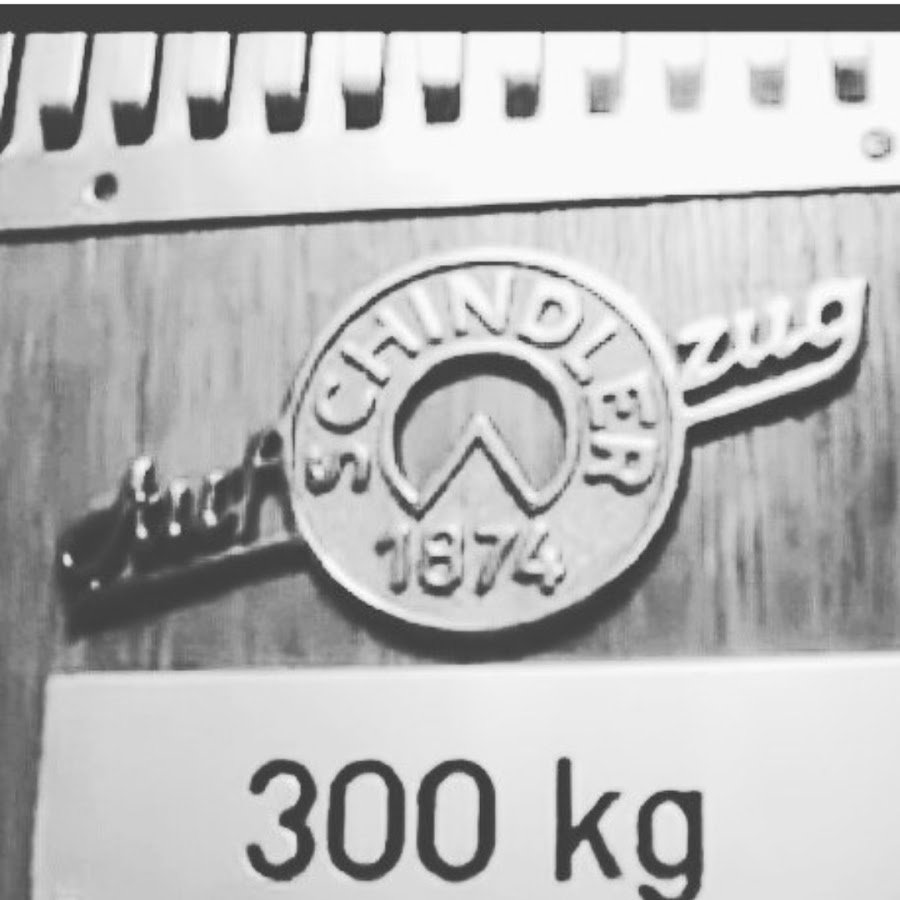 Auf SCHINDLER zug
1874
300 kg